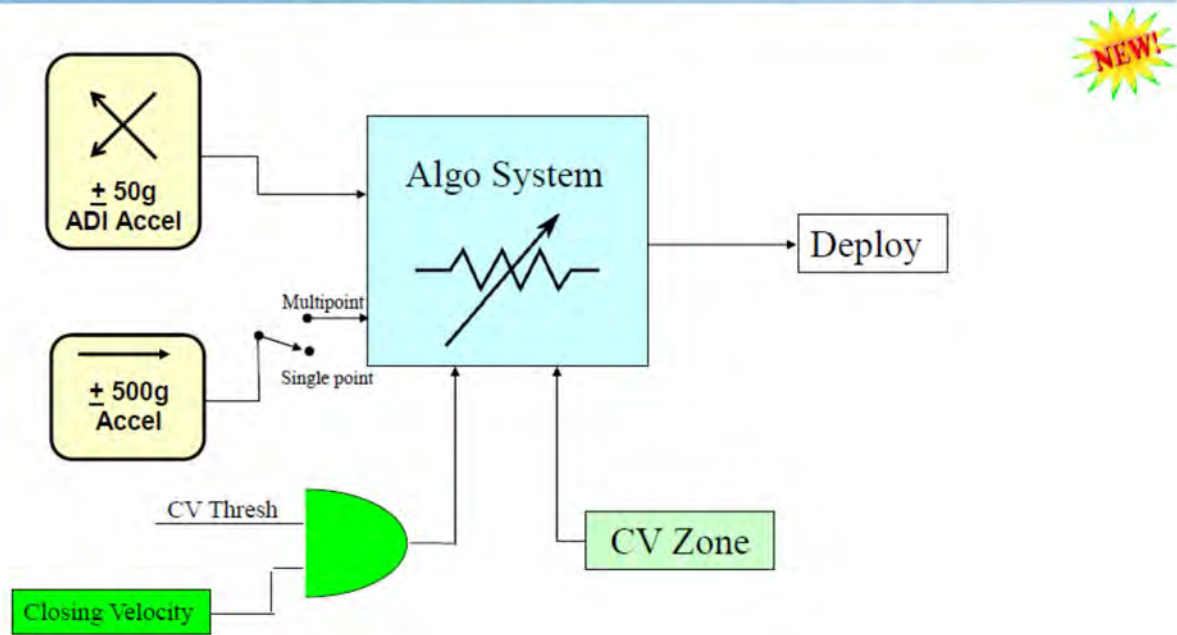 NEW!
± 50g
ADI Accel
Algo System
Deploy
Multipoint
Single point
± 500g
Accel
CV Thresh
CV Zone
Closing Velocity